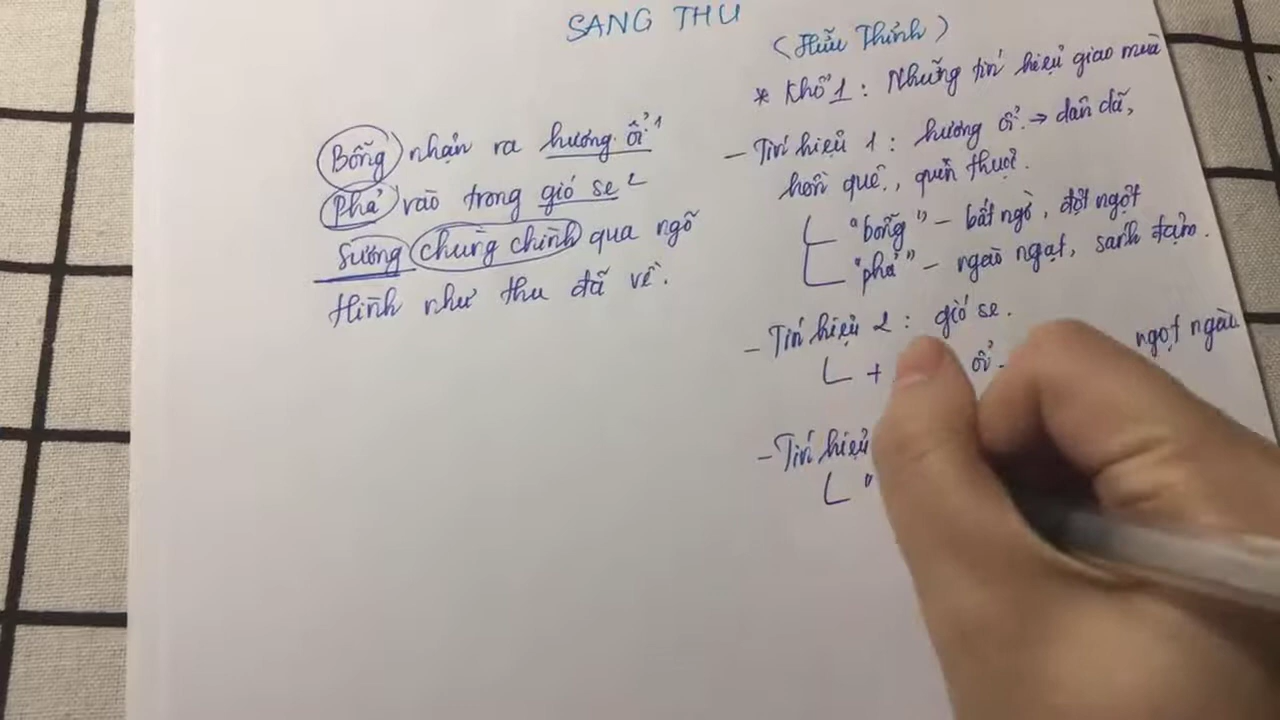 SANG THU
(Hữu Thỉnh)
Bỗng nhận ra hương ổi 1
Phả vào trong gió se 2
Sương chùng chình qua ngõ
Hình như thu đã về.
* Khổ 1 : Những tín hiệu giao mùa
- Tín hiệu 1 : hương ổi → dân dã,
hồn quê, quen thuộc.
"bỗng" - bất ngờ, đột ngột
"phả" - ngào ngạt, sánh đậm.
- Tín hiệu 2 : gió se.
+ ổi - ngọt ngào.
- Tín hiệu
"